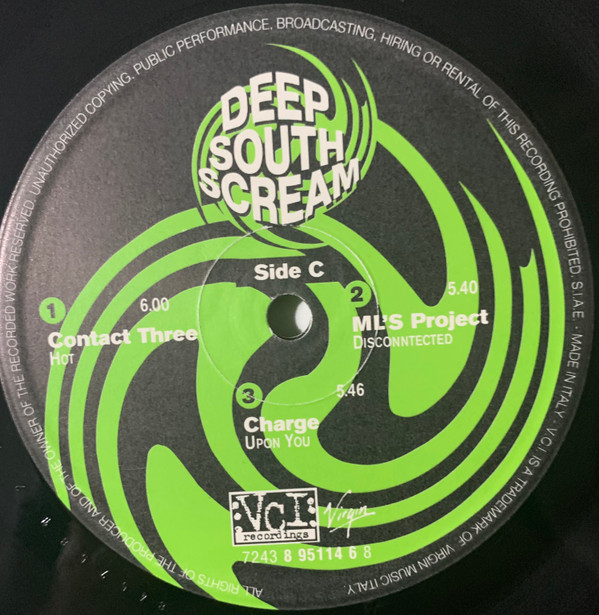 DEEP
SOUTH
SCREAM
Side C
1
6.00
Contact Three
HOT
2
5.40
ML'S Project
DISCONNTECTED
3
5.46
Charge
UPON YOU
VCI
recordings
Virgin
7243 8 95114 6 8
ALL RIGHTS OF THE PRODUCER AND OF THE OWNER OF THE RECORDED WORK RESERVED. UNAUTHORIZED COPYING, PUBLIC PERFORMANCE, BROADCASTING, HIRING OR RENTAL OF THIS RECORDING PROHIBITED. S.I.A.E. • MADE IN ITALY • V.C.I. IS A TRADEMARK OF VIRGIN MUSIC ITALY.